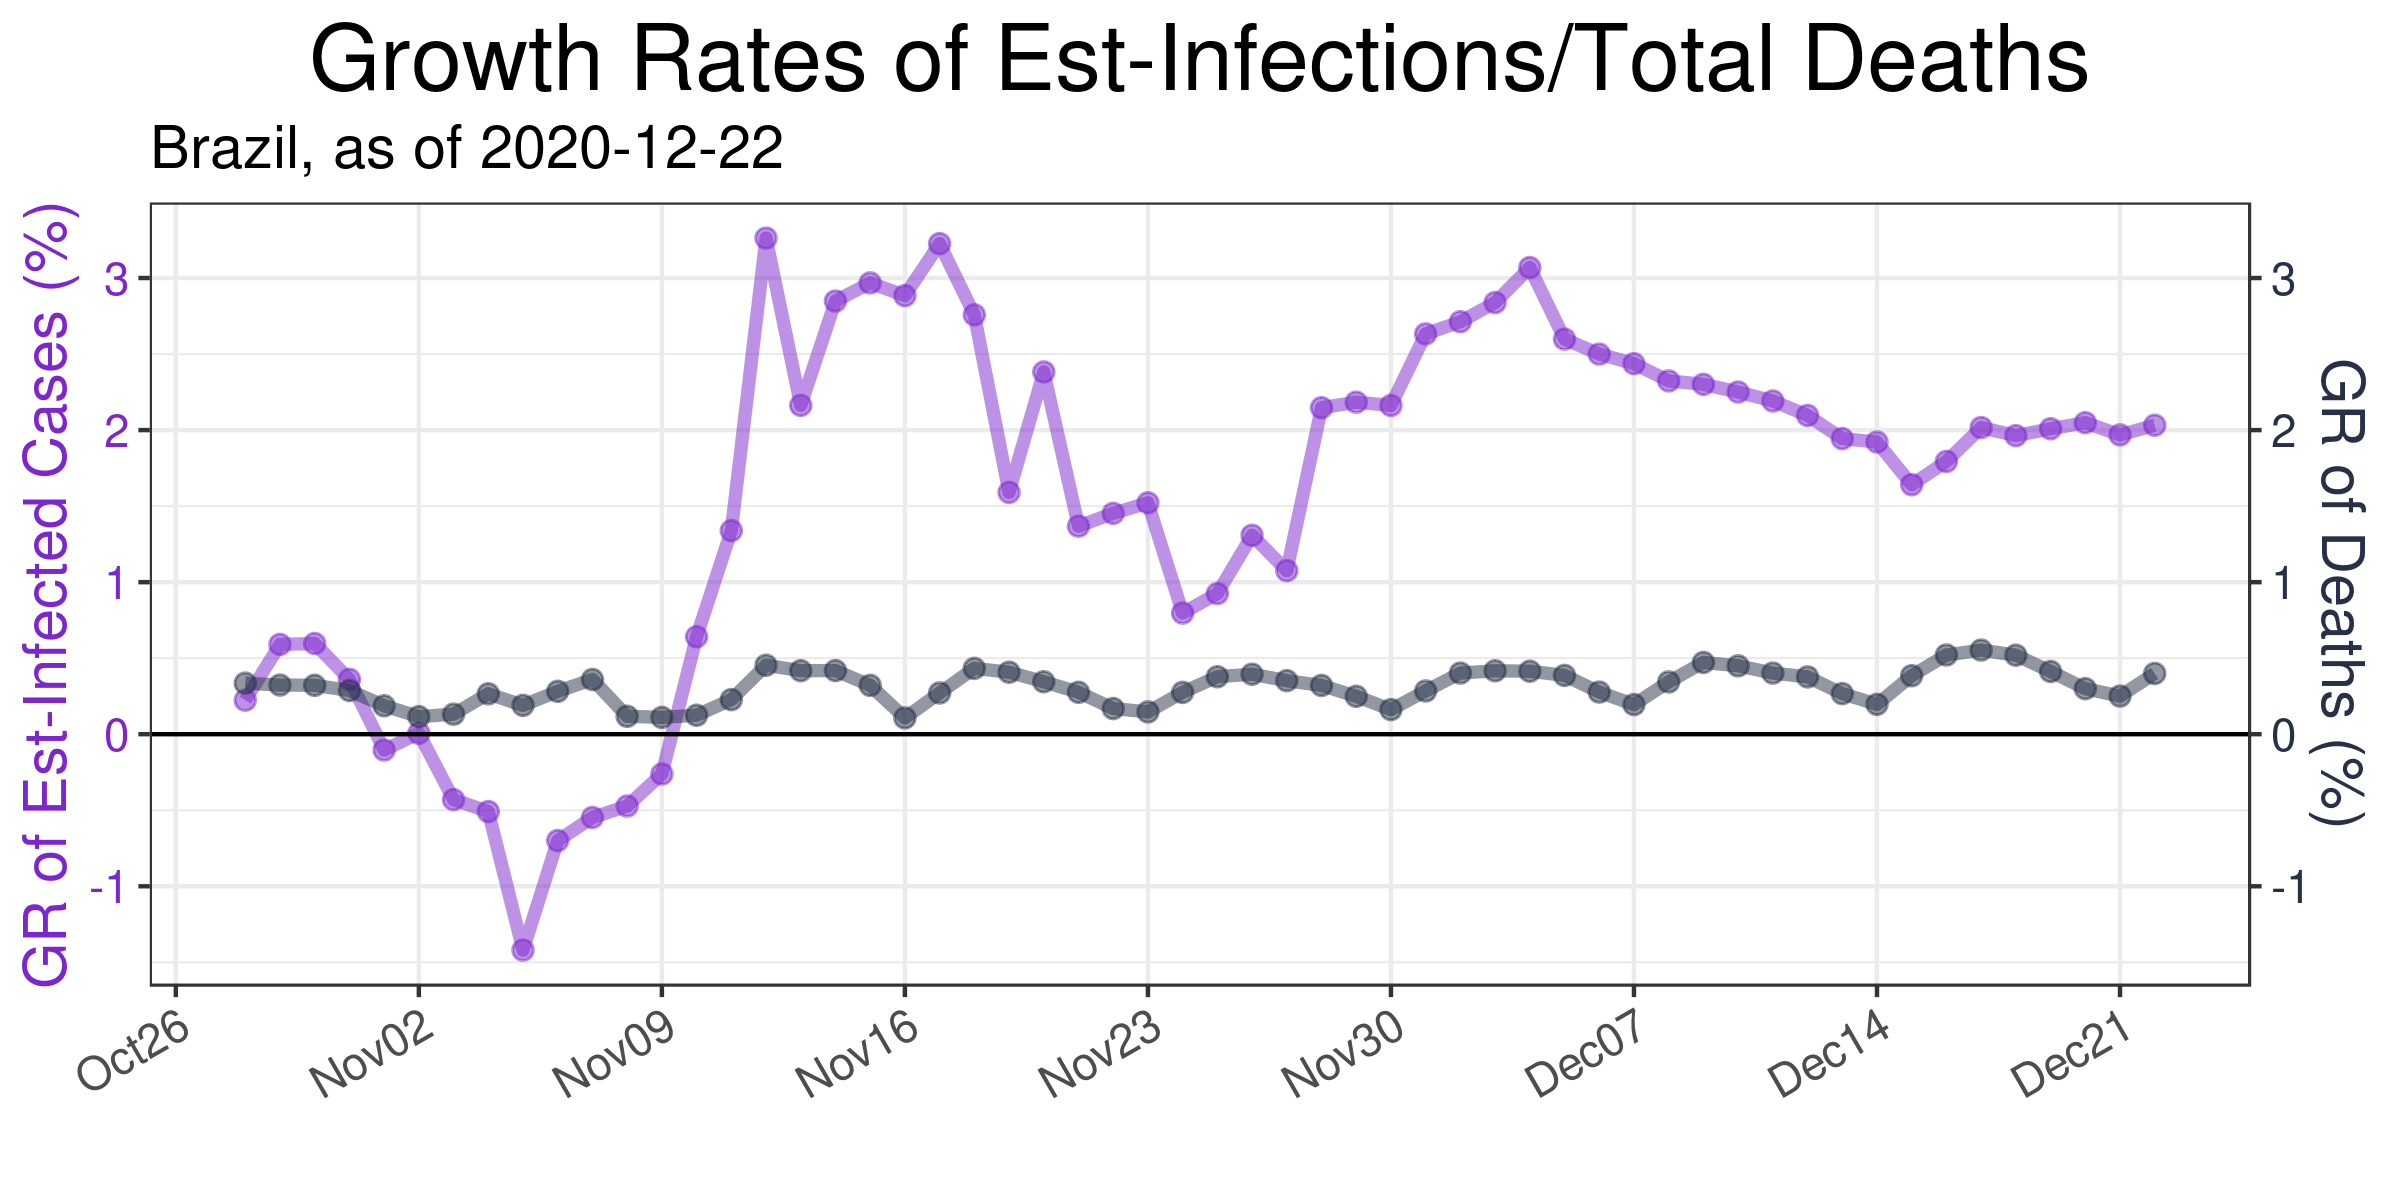 Growth Rates of Est-Infections/Total Deaths
Brazil, as of 2020-12-22
GR of Est-Infected Cases (%)
3
2
1
0
-1
3
2
1
0
-1
GR of Deaths (%)
Oct26
Nov02
Nov09
Nov16
Nov23
Nov30
Dec07
Dec14
Dec21